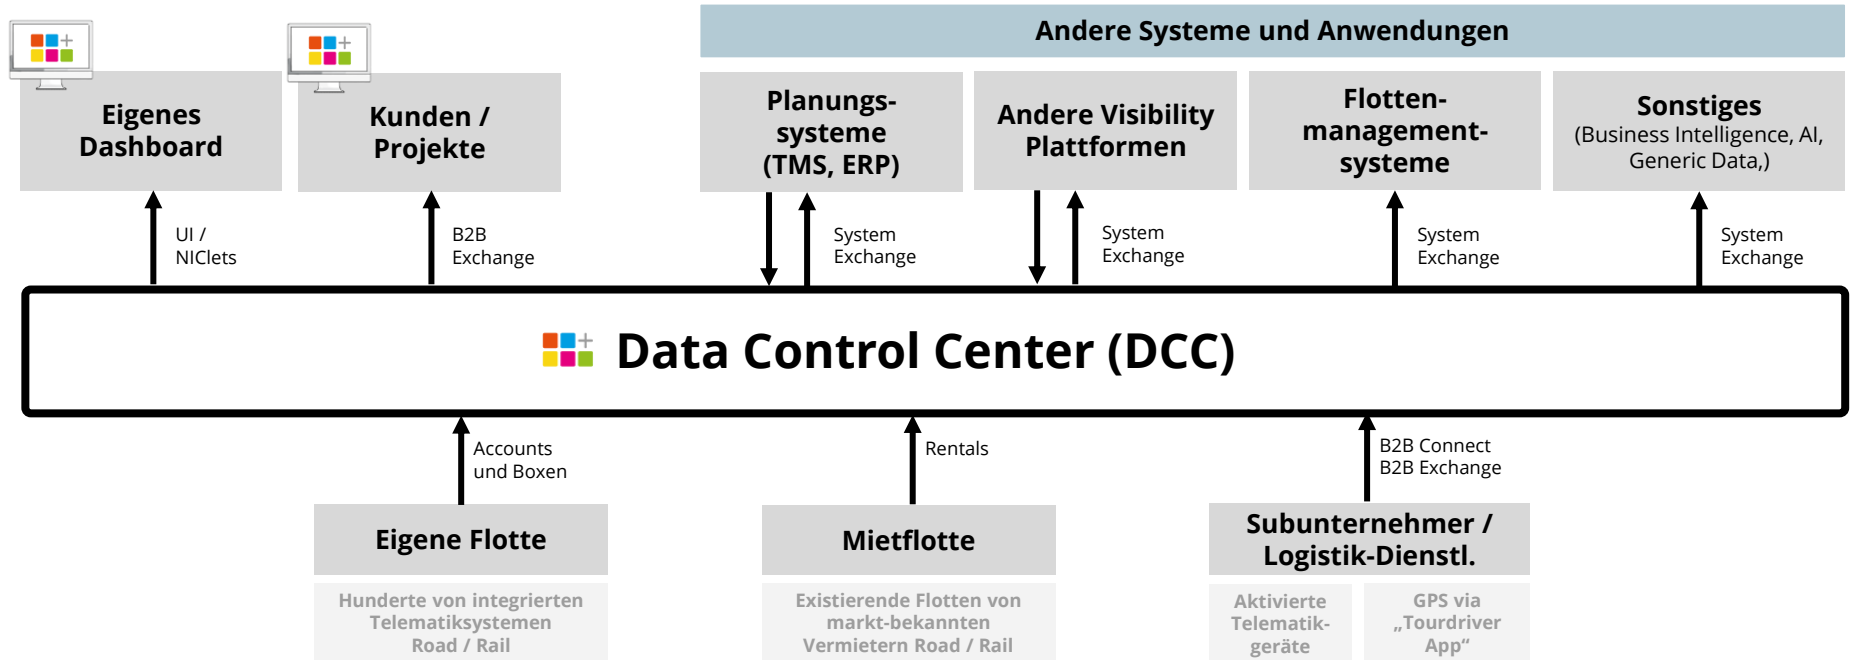 Andere Systeme und Anwendungen
Eigenes
Dashboard
Kunden /
Projekte
Planungs-
systeme
(TMS, ERP)
Andere Visibility
Plattformen
Flotten-
management-
systeme
Sonstiges
(Business Intelligence, AI,
Generic Data,)
UI /
NIClets
B2B
Exchange
System
Exchange
System
Exchange
System
Exchange
System
Exchange
Data Control Center (DCC)
Accounts
und Boxen
Rentals
B2B Connect
B2B Exchange
Eigene Flotte
Mietflotte
Subunternehmer /
Logistik-Dienstl.
Hunderte von integrierten
Telematiksystemen
Road / Rail
Existierende Flotten von
markt-bekannten
Vermietern Road / Rail
Aktivierte
Telematik-
geräte
GPS via
„Tourdriver
App“